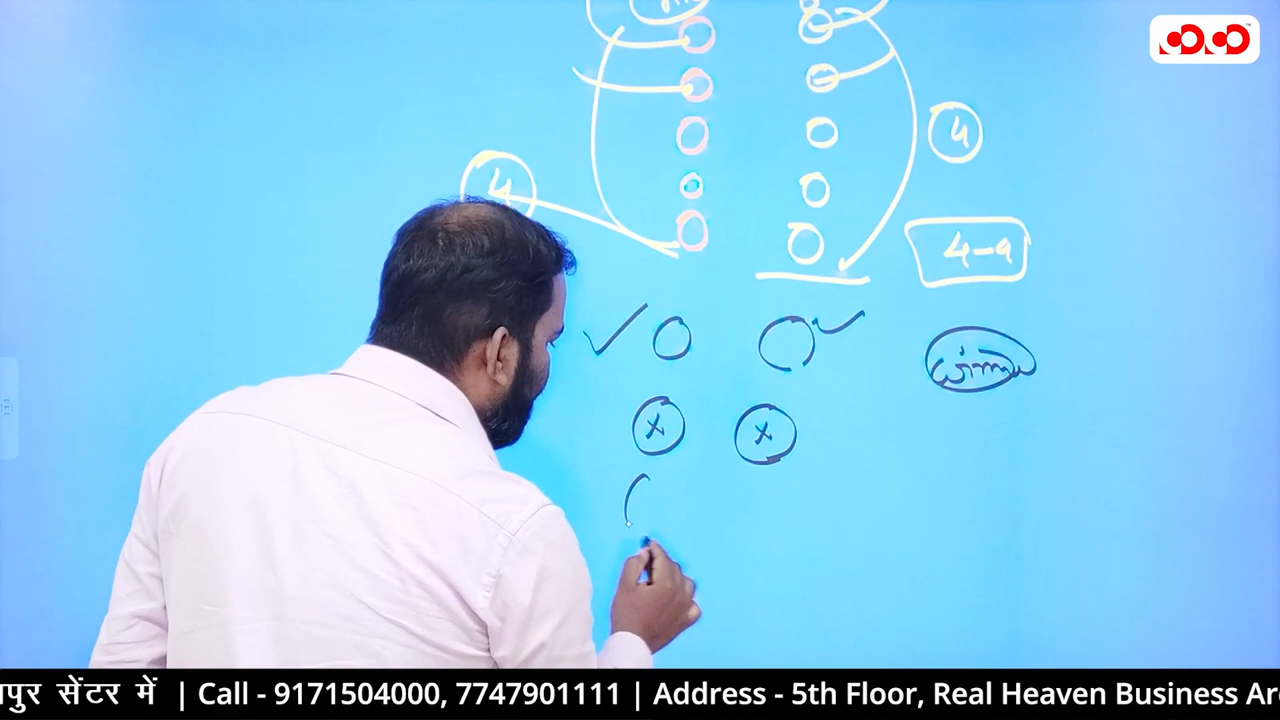 4
4
4-9
x x
पुर सेंटर में | Call - 9171504000, 7747901111 | Address - 5th Floor, Real Heaven Business Ar